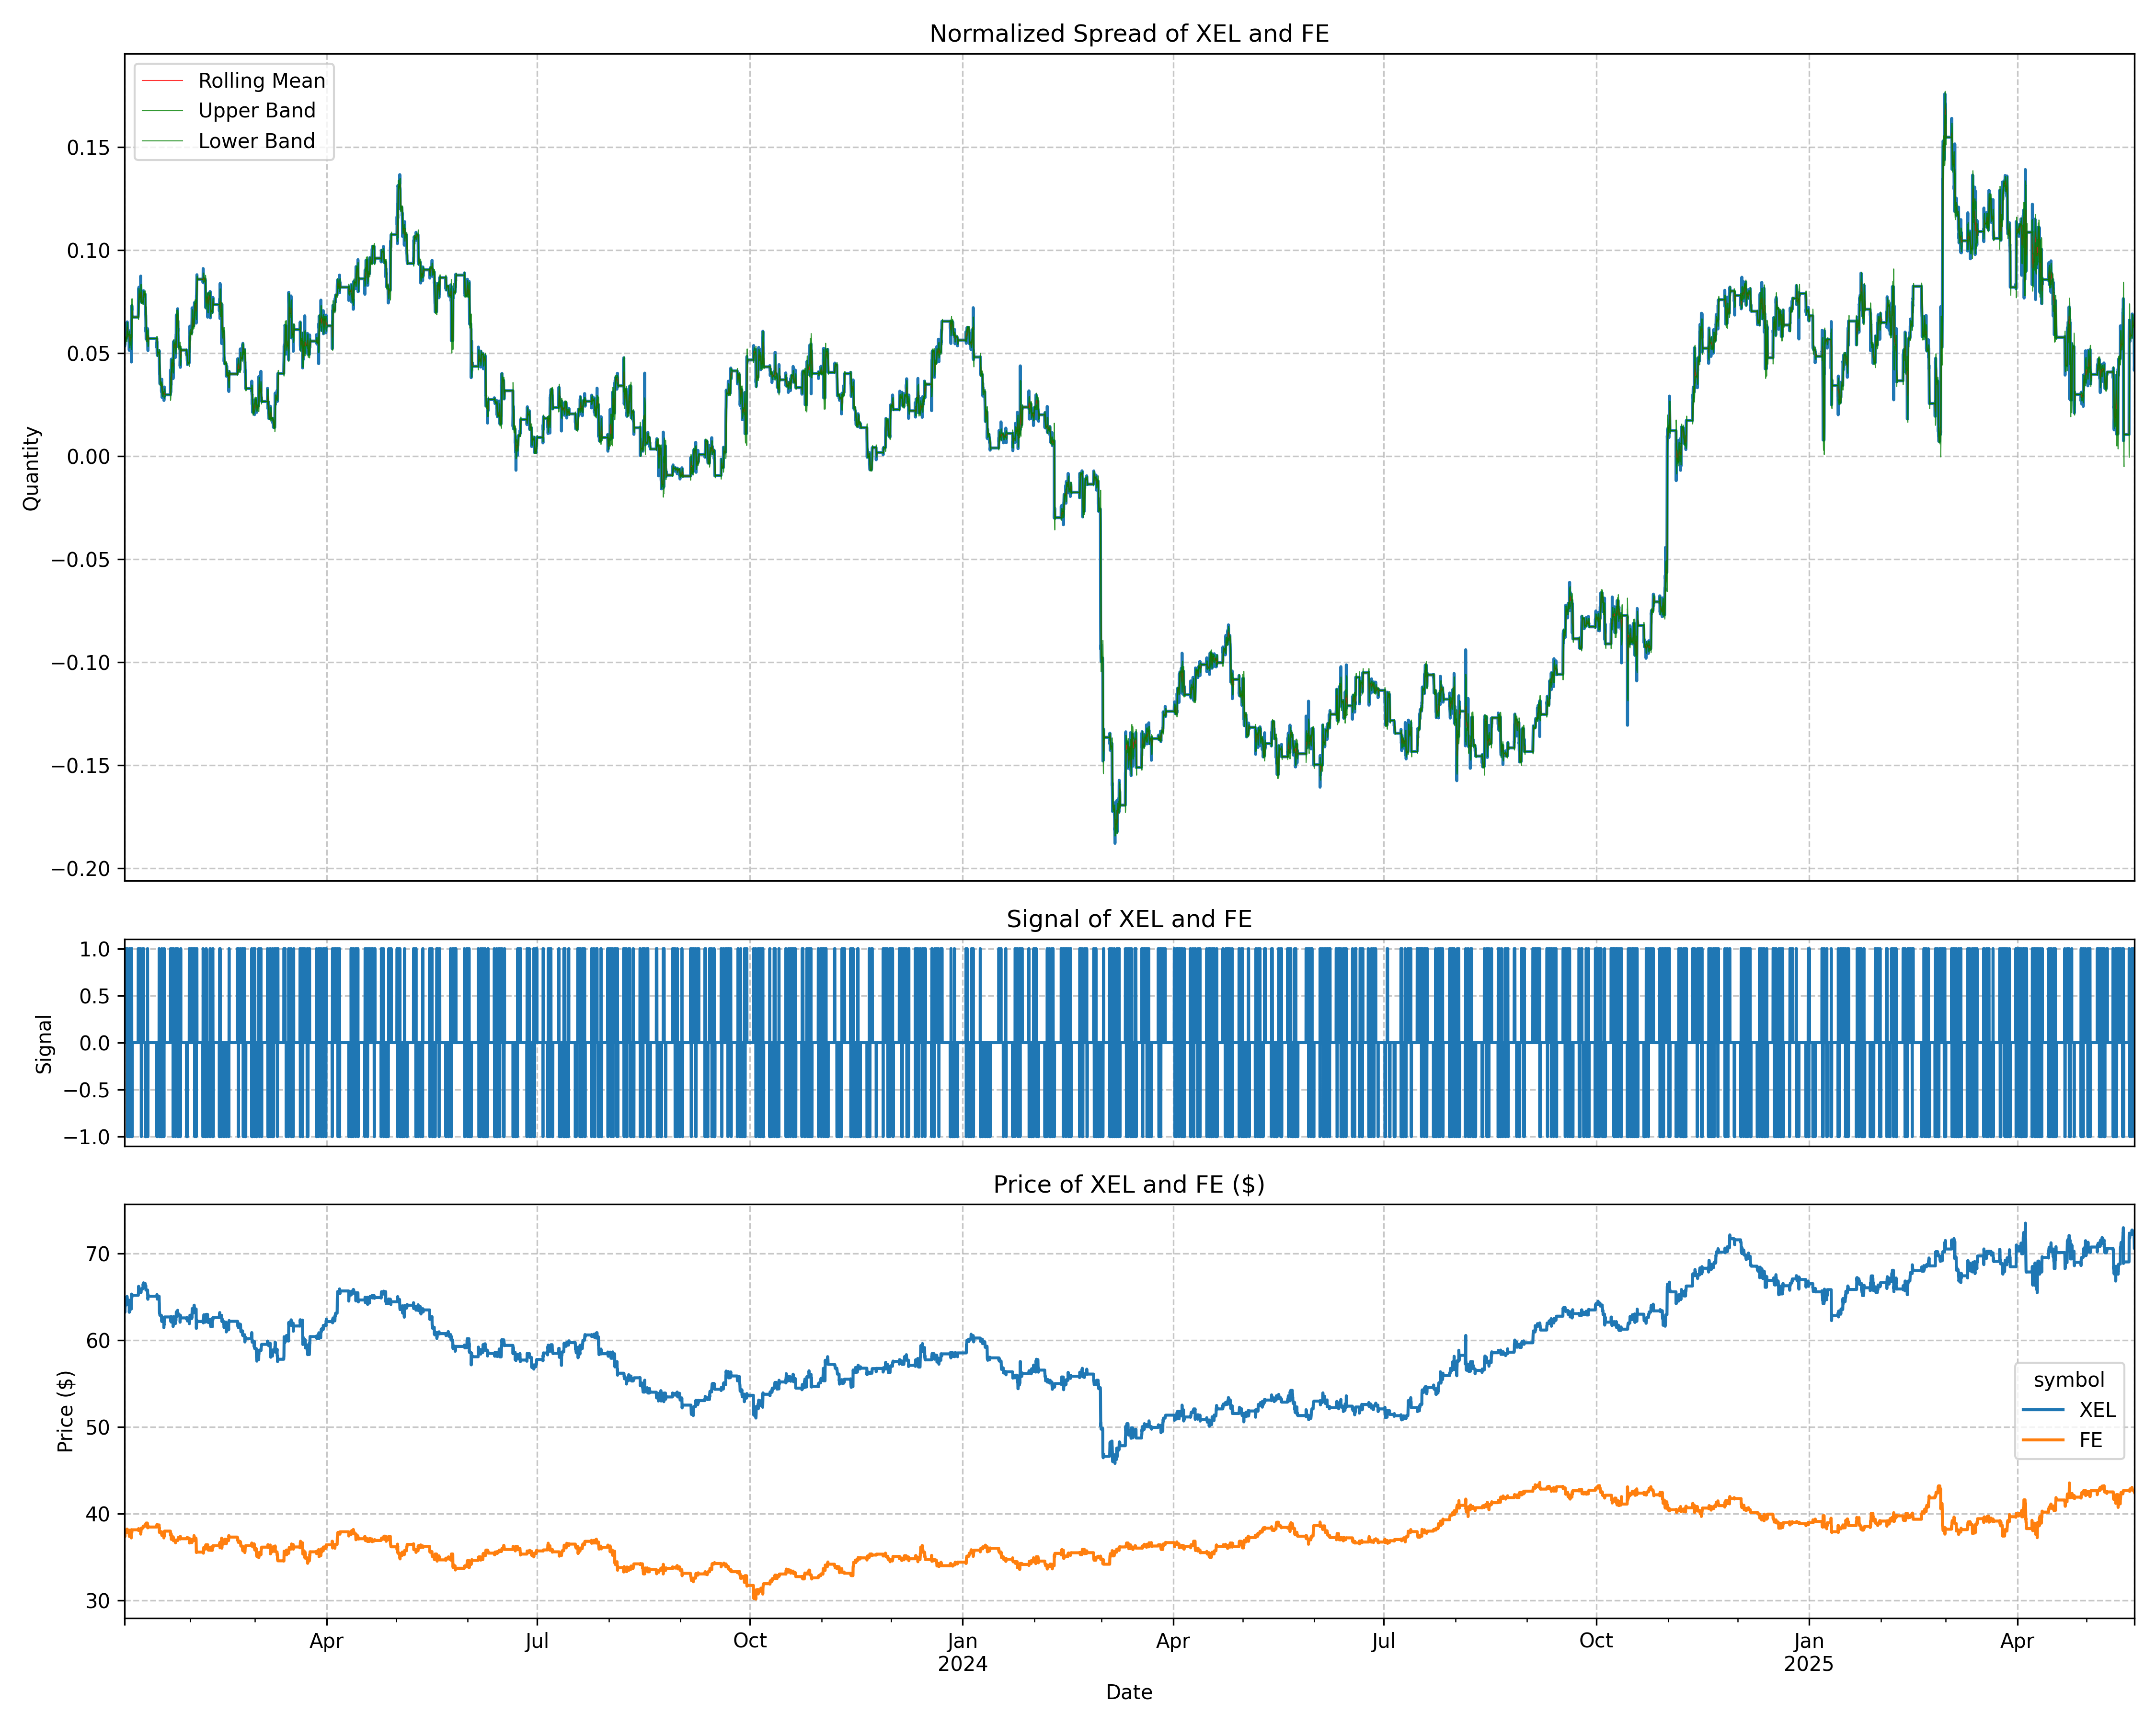 Normalized Spread of XEL and FE
Rolling Mean
Upper Band
Lower Band
0.15
0.10
0.05
0.00
−0.05
−0.10
−0.15
−0.20
Quantity
Signal of XEL and FE
1.0
0.5
0.0
−0.5
−1.0
Signal
Price of XEL and FE ($)
70
60
50
40
30
Price ($)
symbol
XEL
FE
Apr
Jul
Oct
Jan
2024
Apr
Jul
Oct
Jan
2025
Apr
Date